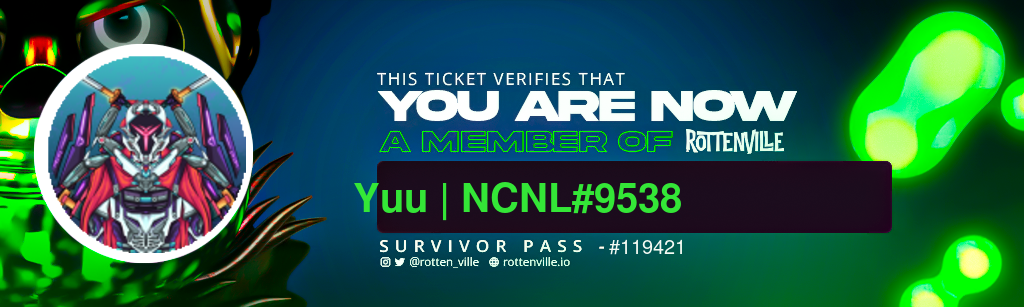 THIS TICKET VERIFIES THAT
YOU ARE NOW
A MEMBER OF ROTTENVILLE
Yuu | NCNL#9538
SURVIVOR PASS - #119421
@rotten_ville rottenville.io